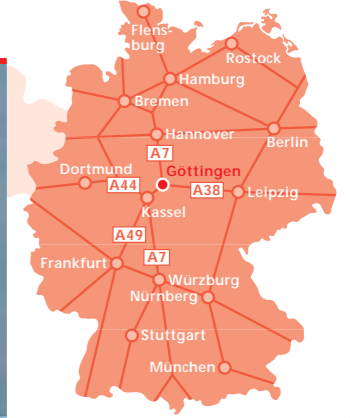 Flens-
burg
Rostock
Hamburg
Bremen
Hannover
Berlin
A7
Göttingen
Dortmund
A44
A38
Leipzig
Kassel
A49
A7
Frankfurt
Würzburg
Nürnberg
Stuttgart
München